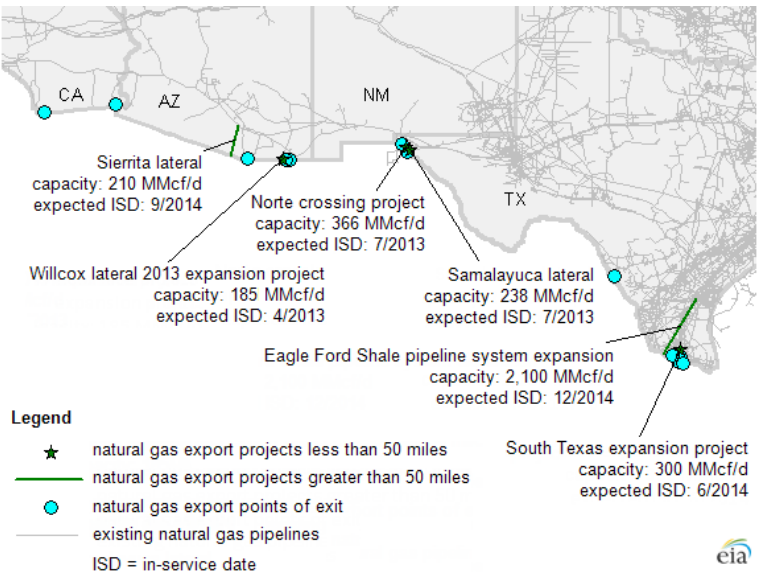 CA
AZ
NM
TX
Sierrita lateral
capacity: 210 MMcf/d
expected ISD: 9/2014
Norte crossing project
capacity: 366 MMcf/d
expected ISD: 7/2013
Willcox lateral 2013 expansion project
capacity: 185 MMcf/d
expected ISD: 4/2013
Samalayuca lateral
capacity: 238 MMcf/d
expected ISD: 7/2013
Eagle Ford Shale pipeline system expansion
capacity: 2,100 MMcf/d
expected ISD: 12/2014
South Texas expansion project
capacity: 300 MMcf/d
expected ISD: 6/2014
Legend
natural gas export projects less than 50 miles
natural gas export projects greater than 50 miles
natural gas export points of exit
existing natural gas pipelines
ISD = in-service date
eia